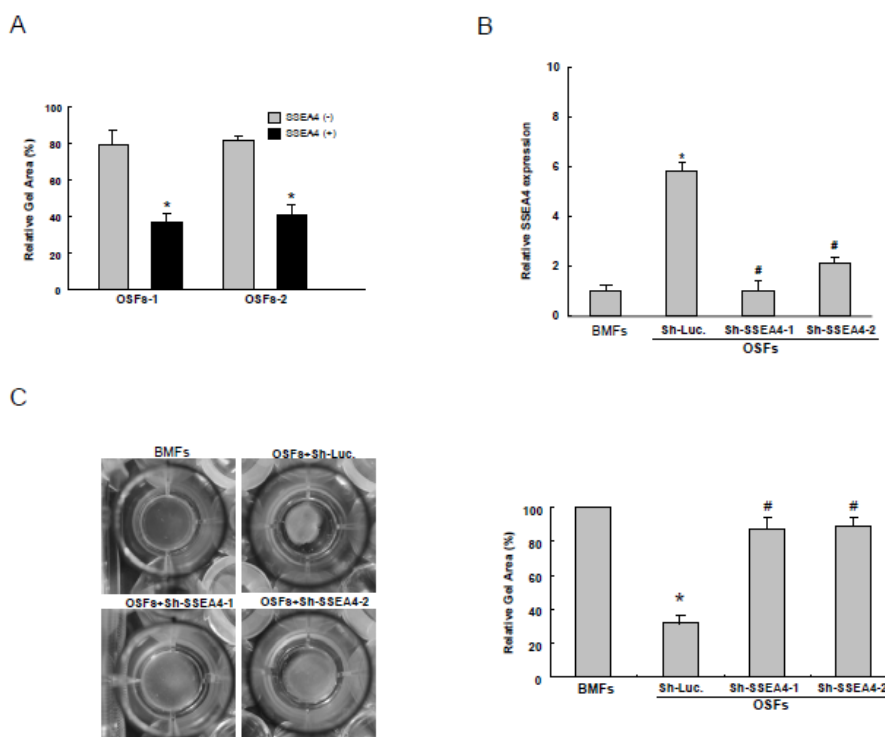 A
100
80
60
40
20
0
Relative Gel Area (%)
SSEA4 (-)
SSEA4 (+)
*
*
OSFs-1
OSFs-2
B
10
8
6
4
2
0
Relative SSEA4 expression
*
#
#
BMFs
Sh-Luc.
Sh-SSEA4-1
Sh-SSEA4-2
OSFs
C
BMFs
OSFs+Sh-Luc.
OSFs+Sh-SSEA4-1
OSFs+Sh-SSEA4-2
100
80
60
40
20
0
Relative Gel Area (%)
*
#
#
BMFs
Sh-Luc.
Sh-SSEA4-1
Sh-SSEA4-2
OSFs